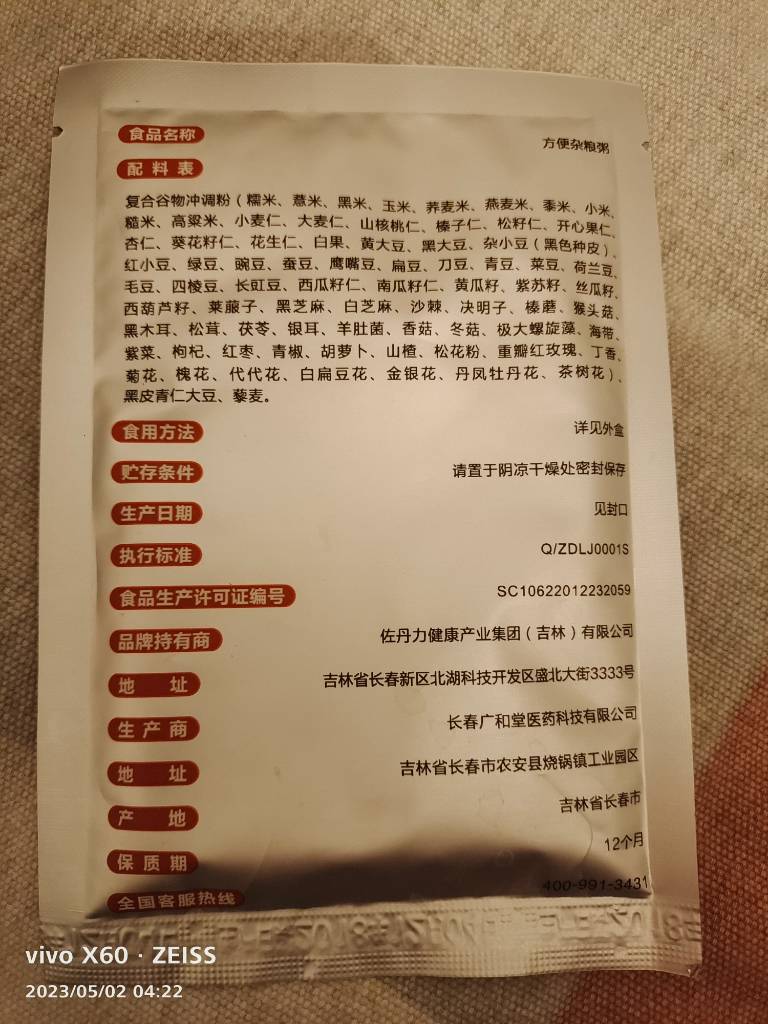 食品名称 方便杂粮粥
配料表
复合谷物冲调粉（糯米、薏米、黑米、玉米、荞麦米、燕麦米、黍米、小米、
糙米、高粱米、小麦仁、大麦仁、山核桃仁、榛子仁、松籽仁、开心果仁、
杏仁、葵花籽仁、花生仁、白果、黄大豆、黑大豆、杂小豆（黑色种皮）、
红小豆、绿豆、豌豆、蚕豆、鹰嘴豆、扁豆、刀豆、青豆、菜豆、荷兰豆、
毛豆、四棱豆、长豇豆、西瓜籽仁、南瓜籽仁、黄瓜籽、紫苏籽、丝瓜籽、
西葫芦籽、莱菔子、黑芝麻、白芝麻、沙棘、决明子、榛蘑、猴头菇、
黑木耳、松茸、茯苓、银耳、羊肚菌、香菇、冬菇、极大螺旋藻、海带、
紫菜、枸杞、红枣、青椒、胡萝卜、山楂、松花粉、重瓣红玫瑰、丁香、
菊花、槐花、代代花、白扁豆花、金银花、丹凤牡丹花、茶树花）、
黑皮青仁大豆、藜麦。
食用方法 详见外盒
贮存条件 请置于阴凉干燥处密封保存
生产日期 见封口
执行标准 Q/ZDLJ0001S
食品生产许可证编号 SC10622012232059
品牌持有商 佐丹力健康产业集团（吉林）有限公司
地址 吉林省长春新区北湖科技开发区盛北大街3333号
生产商 长春广和堂医药科技有限公司
地址 吉林省长春市农安县烧锅镇工业园区
产地 吉林省长春市
保质期 12个月
全国客服热线 400-991-3431
vivo X60 · ZEISS
2023/05/02 04:22